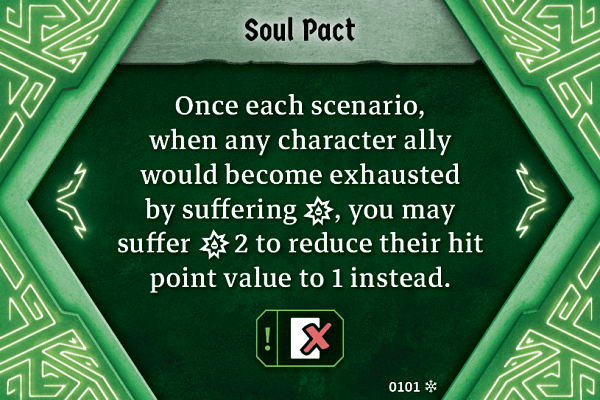 Soul Pact
Once each scenario,
when any character ally
would become exhausted
by suffering , you may
suffer 2 to reduce their hit
point value to 1 instead.
!
0101